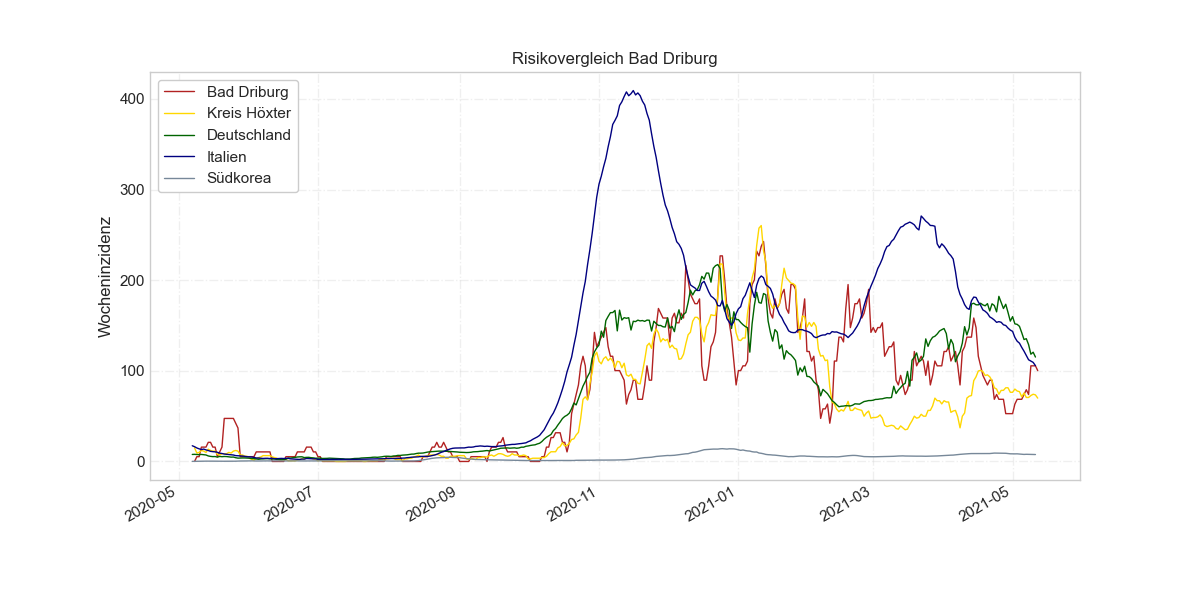 Risikovergleich Bad Driburg
Bad Driburg
Kreis Höxter
Deutschland
Italien
Südkorea
Wocheninzidenz
400
300
200
100
0
2020-05
2020-07
2020-09
2020-11
2021-01
2021-03
2021-05